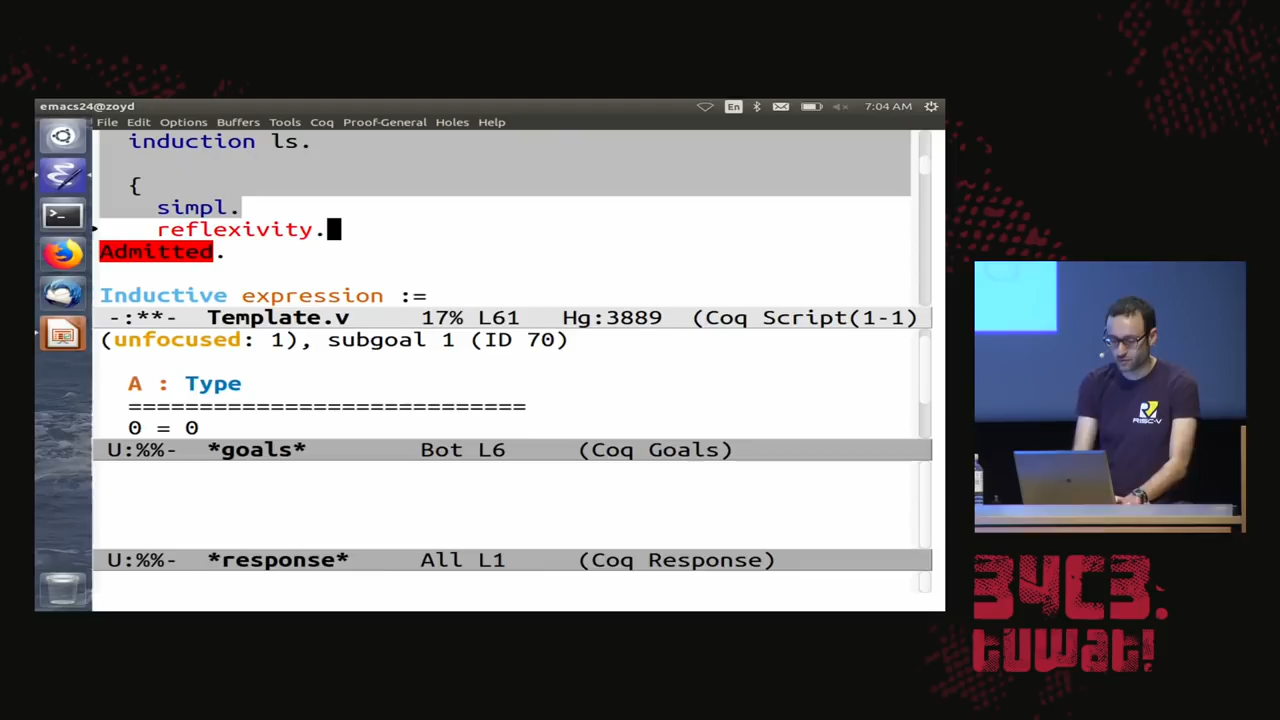 emacs24@zoyd
En
7:04 AM
File Edit Options Buffers Tools Coq Proof-General Holes Help
induction ls.
{
simpl.
reflexivity.
Admitted.
Inductive expression :=
-:**- Template.v 17% L61 Hg:3889 (Coq Script(1-1)
(unfocused: 1), subgoal 1 (ID 70)
A : Type
============================
0 = 0
U:%%- *goals* Bot L6 (Coq Goals)
U:%%- *response* All L1 (Coq Response)
>_
RISC-V
34C3.
tuwat!